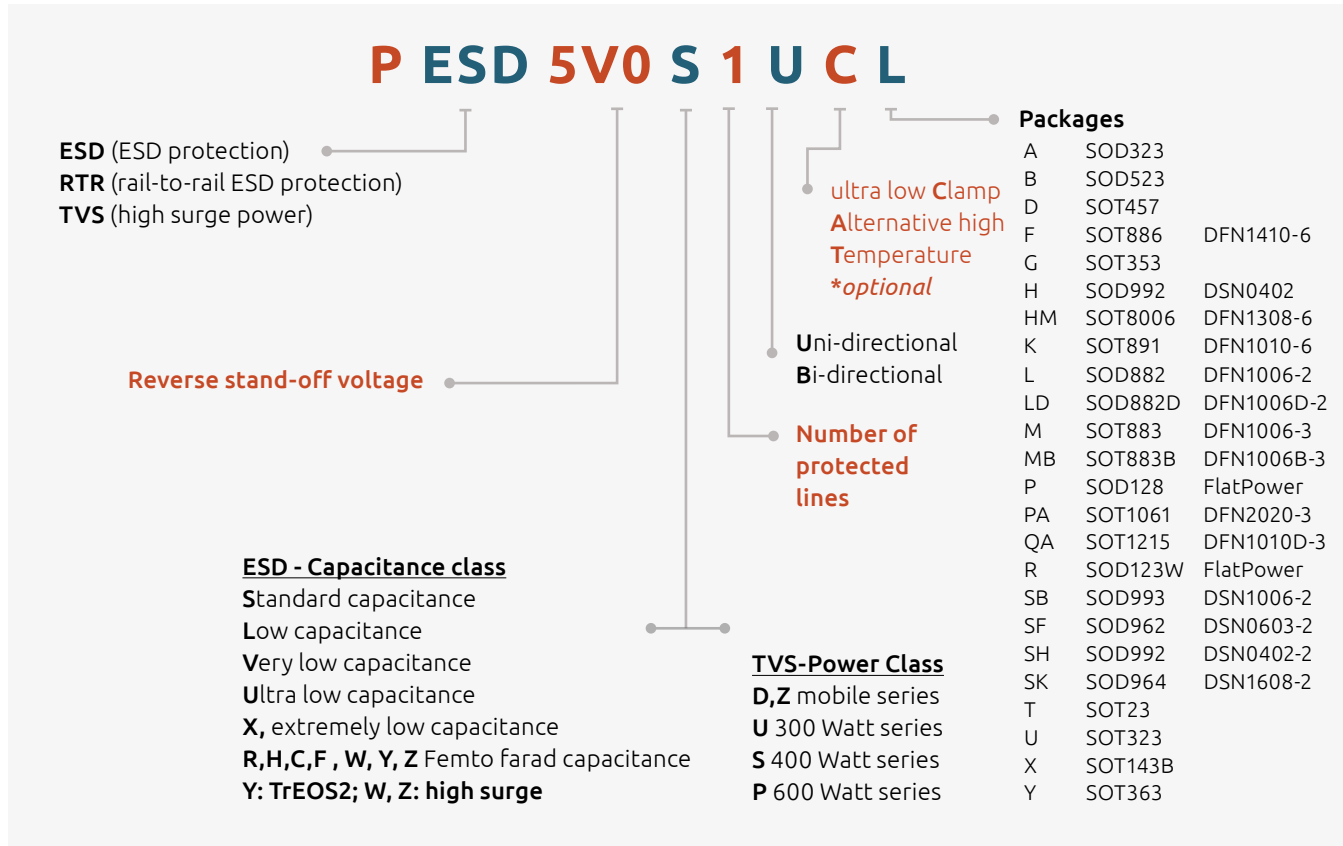 P ESD 5V0 S 1 U C L
ESD (ESD protection)
RTR (rail-to-rail ESD protection)
TVS (high surge power)
Reverse stand-off voltage
ESD - Capacitance class
Standard capacitance
Low capacitance
Very low capacitance
Ultra low capacitance
X, extremely low capacitance
R,H,C,F , W, Y, Z Femto farad capacitance
Y: TrEOS2; W, Z: high surge
TVS-Power Class
D,Z mobile series
U 300 Watt series
S 400 Watt series
P 600 Watt series
Number of
protected
lines
Uni-directional
Bi-directional
ultra low Clamp
Alternative high
Temperature
*optional
Packages
A SOD323
B SOD523
D SOT457
F SOT886 DFN1410-6
G SOT353
H SOD992 DSN0402
HM SOT8006 DFN1308-6
K SOT891 DFN1010-6
L SOD882 DFN1006-2
LD SOD882D DFN1006D-2
M SOT883 DFN1006-3
MB SOT883B DFN1006B-3
P SOD128 FlatPower
PA SOT1061 DFN2020-3
QA SOT1215 DFN1010D-3
R SOD123W FlatPower
SB SOD993 DSN1006-2
SF SOD962 DSN0603-2
SH SOD992 DSN0402-2
SK SOD964 DSN1608-2
T SOT23
U SOT323
X SOT143B
Y SOT363